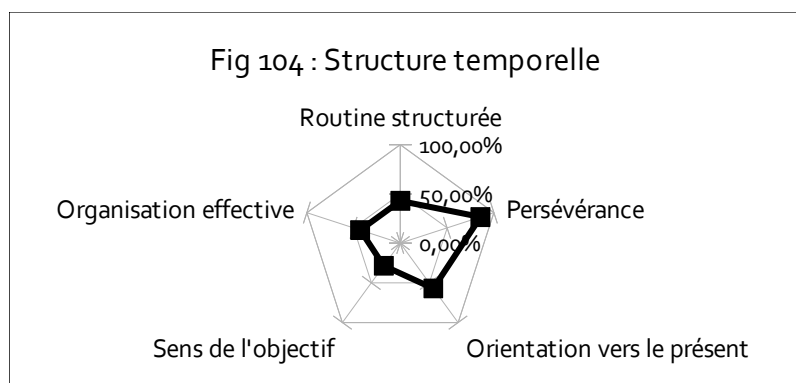 Fig 104 : Structure temporelle
Routine structurée
100,00%
50,00%
Organisation effective
Persévérance
0,00%
Sens de l'objectif
Orientation vers le présent